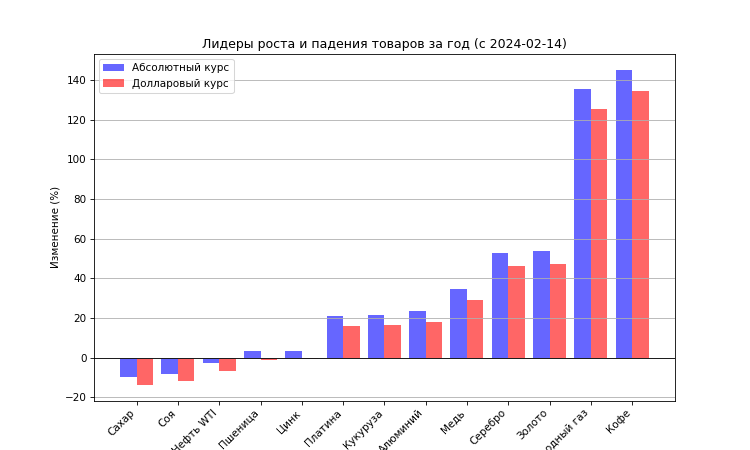 Лидеры роста и падения товаров за год (с 2024-02-14)
Абсолютный курс
Долларовый курс
Изменение (%)
140
120
100
80
60
40
20
0
−20
Сахар
Соя
Нефть WTI
Пшеница
Цинк
Платина
Кукуруза
Алюминий
Медь
Серебро
Золото
газ
Кофе